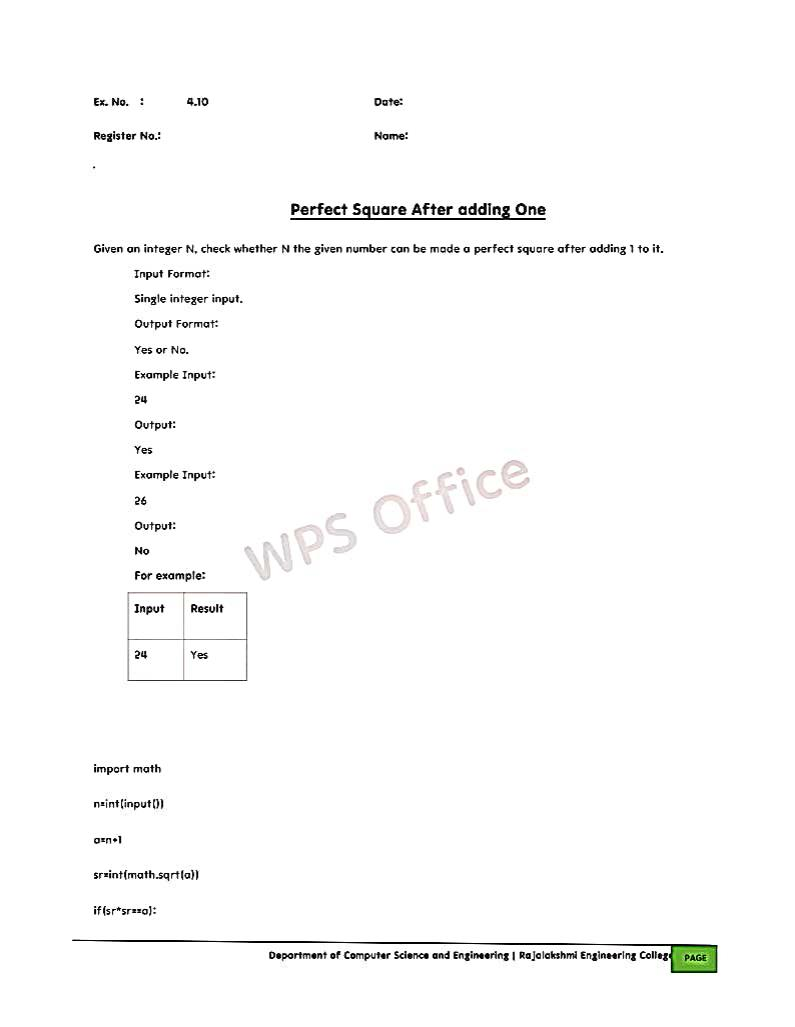 Ex. No. : 4.10 Date:
Register No.: Name:
.
Perfect Square After adding One
Given an integer N, check whether N the given number can be made a perfect square after adding 1 to it.
Input Format:
Single integer input.
Output Format:
Yes or No.
Example Input:
24
Output:
Yes
Example Input:
26
Output:
No
For example:
Input Result
24 Yes
WPS Office
import math
n=int(input())
a=n+1
sr=int(math.sqrt(a))
if(sr*sr==a):
Department of Computer Science and Engineering | Rajalakshmi Engineering College PAGE